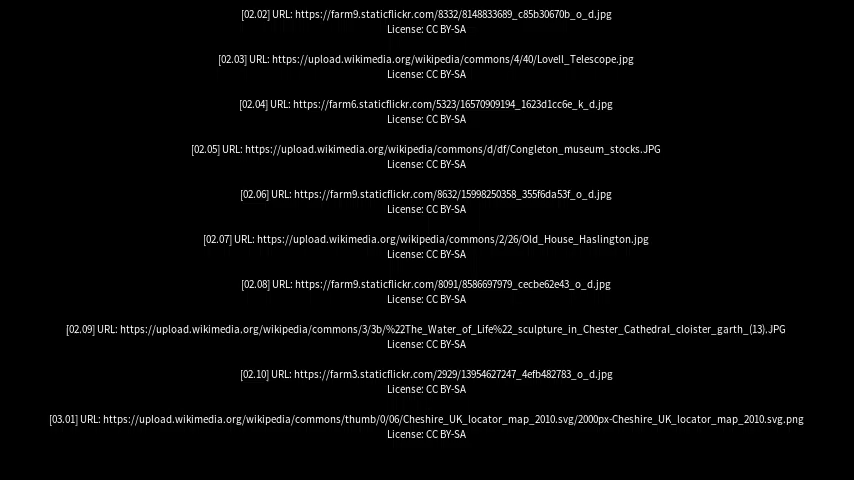 [02.02] URL: https://farm9.staticflickr.com/8332/8148833689_c85b30670b_o_d.jpg
License: CC BY-SA
[02.03] URL: https://upload.wikimedia.org/wikipedia/commons/4/40/Lovell_Telescope.jpg
License: CC BY-SA
[02.04] URL: https://farm6.staticflickr.com/5323/16570909194_1623d1cc6e_k_d.jpg
License: CC BY-SA
[02.05] URL: https://upload.wikimedia.org/wikipedia/commons/d/df/Congleton_museum_stocks.JPG
License: CC BY-SA
[02.06] URL: https://farm9.staticflickr.com/8632/15998250358_355f6da53f_o_d.jpg
License: CC BY-SA
[02.07] URL: https://upload.wikimedia.org/wikipedia/commons/2/26/Old_House_Haslington.jpg
License: CC BY-SA
[02.08] URL: https://farm9.staticflickr.com/8091/8586697979_cecbe62e43_o_d.jpg
License: CC BY-SA
[02.09] URL: https://upload.wikimedia.org/wikipedia/commons/3/3b/%22The_Water_of_Life%22_sculpture_in_Chester_Cathedral_cloister_garth_(13).JPG
License: CC BY-SA
[02.10] URL: https://farm3.staticflickr.com/2929/13954627247_4efb482783_o_d.jpg
License: CC BY-SA
[03.01] URL: https://upload.wikimedia.org/wikipedia/commons/thumb/0/06/Cheshire_UK_locator_map_2010.svg/2000px-Cheshire_UK_locator_map_2010.svg.png
License: CC BY-SA